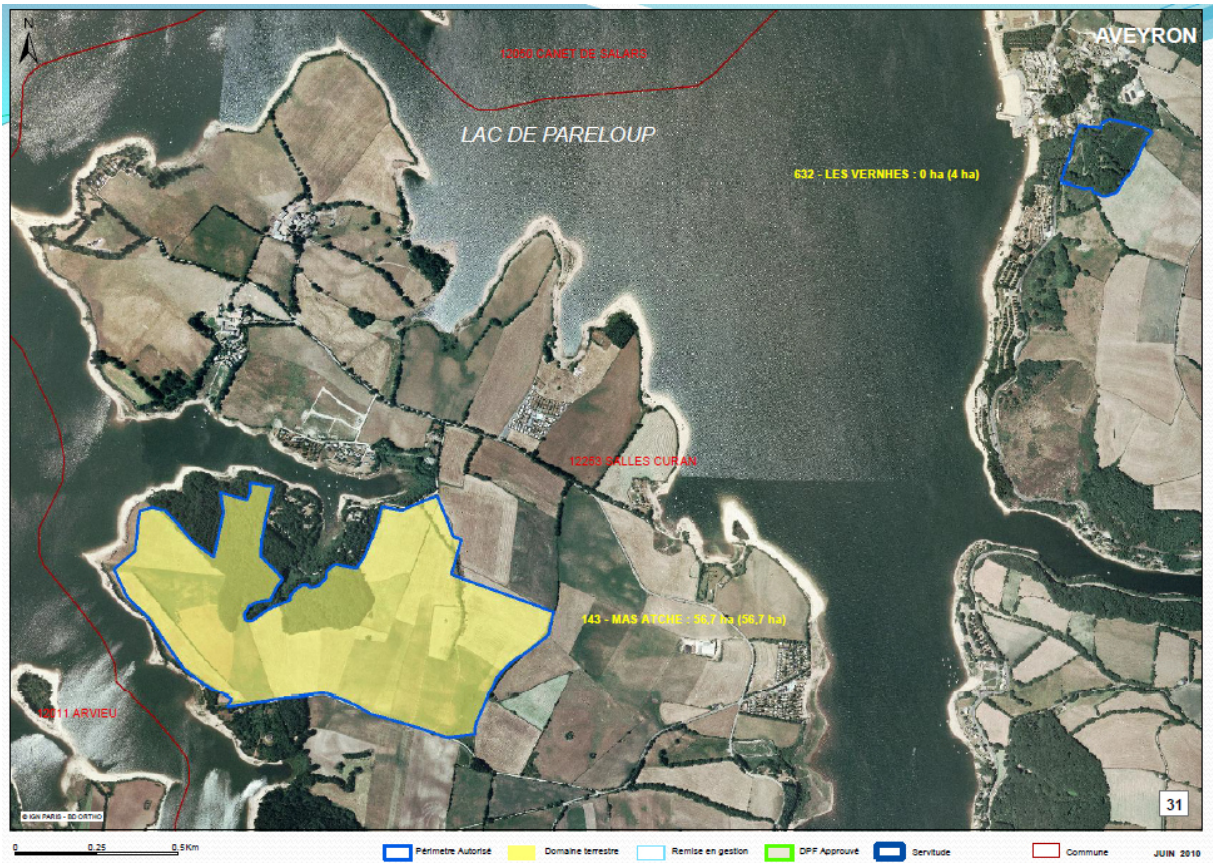 N
AVEYRON
12050 CANET DE SALARS
LAC DE PARELOUP
632 - LES VERNHES : 0 ha (4 ha)
12253 SALLES CURAN
143 - MAS ATCHE : 56,7 ha (56,7 ha)
12011 ARVIEU
31
© IGN PARIS - BD ORTHO
0 0.25 0.5Km
Périmetre Autorisé Domaine terrestre Remise en gestion DPF Approuvé Servitude Commune JUIN 2010